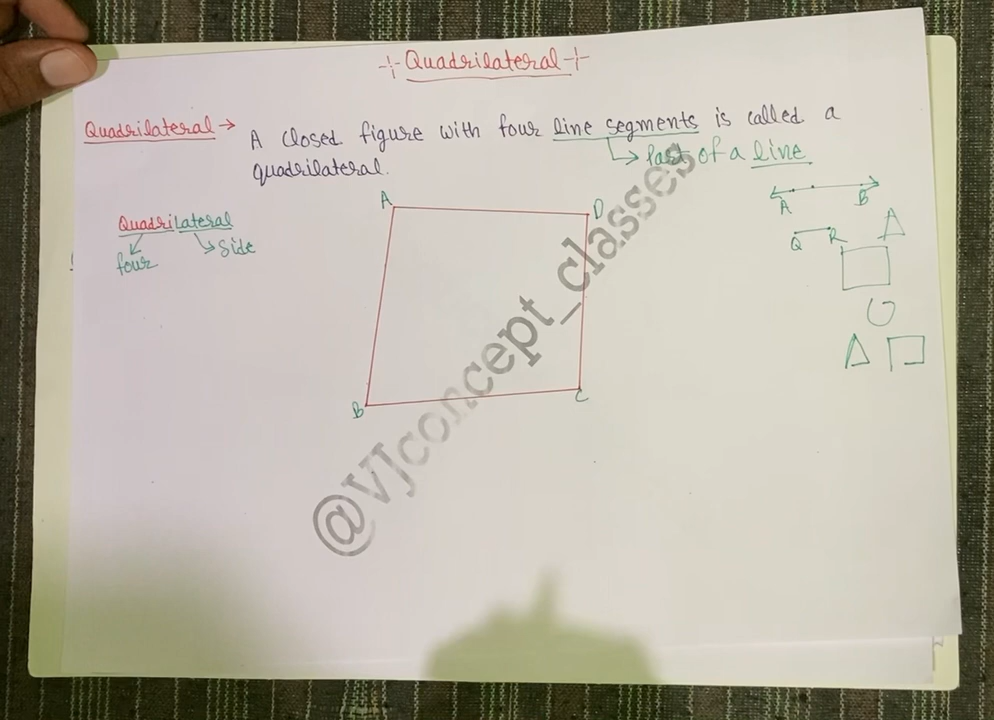 Quadrilateral
Quadrilateral → A closed figure with four line segments is called a
quadrilateral.
→ Part of a line
Quadrilateral
four
Side
A
D
B
C
A
B
Q
R
@VJconcept_classes